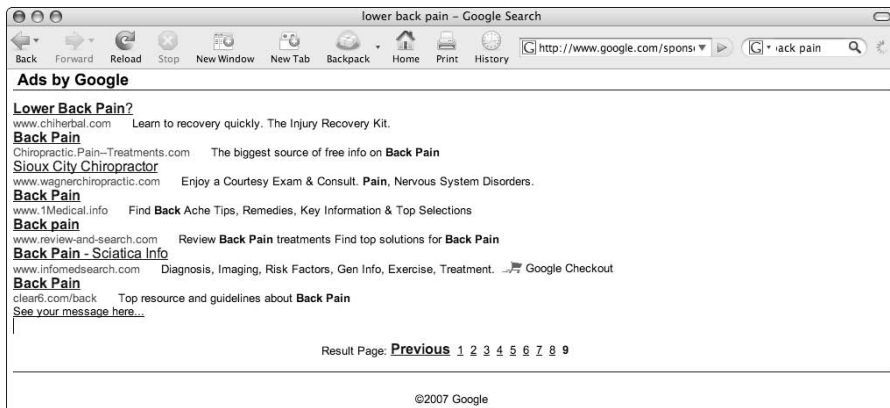 lower back pain – Google Search
Back Forward Reload Stop New Window New Tab Backpack Home Print History G http://www.google.com/sponsi G ack pain
Ads by Google
Lower Back Pain?
www.chiherbal.com Learn to recovery quickly. The Injury Recovery Kit.
Back Pain
Chiropractic.Pain--Treatments.com The biggest source of free info on Back Pain
Sioux City Chiropractor
www.wagnerchiropractic.com Enjoy a Courtesy Exam & Consult. Pain, Nervous System Disorders.
Back Pain
www.1Medical.info Find Back Ache Tips, Remedies, Key Information & Top Selections
Back pain
www.review-and-search.com Review Back Pain treatments Find top solutions for Back Pain
Back Pain - Sciatica Info
www.infomedsearch.com Diagnosis, Imaging, Risk Factors, Gen Info, Exercise, Treatment. Google Checkout
Back Pain
clear6.com/back Top resource and guidelines about Back Pain
See your message here...
Result Page: Previous 1 2 3 4 5 6 7 8 9
©2007 Google